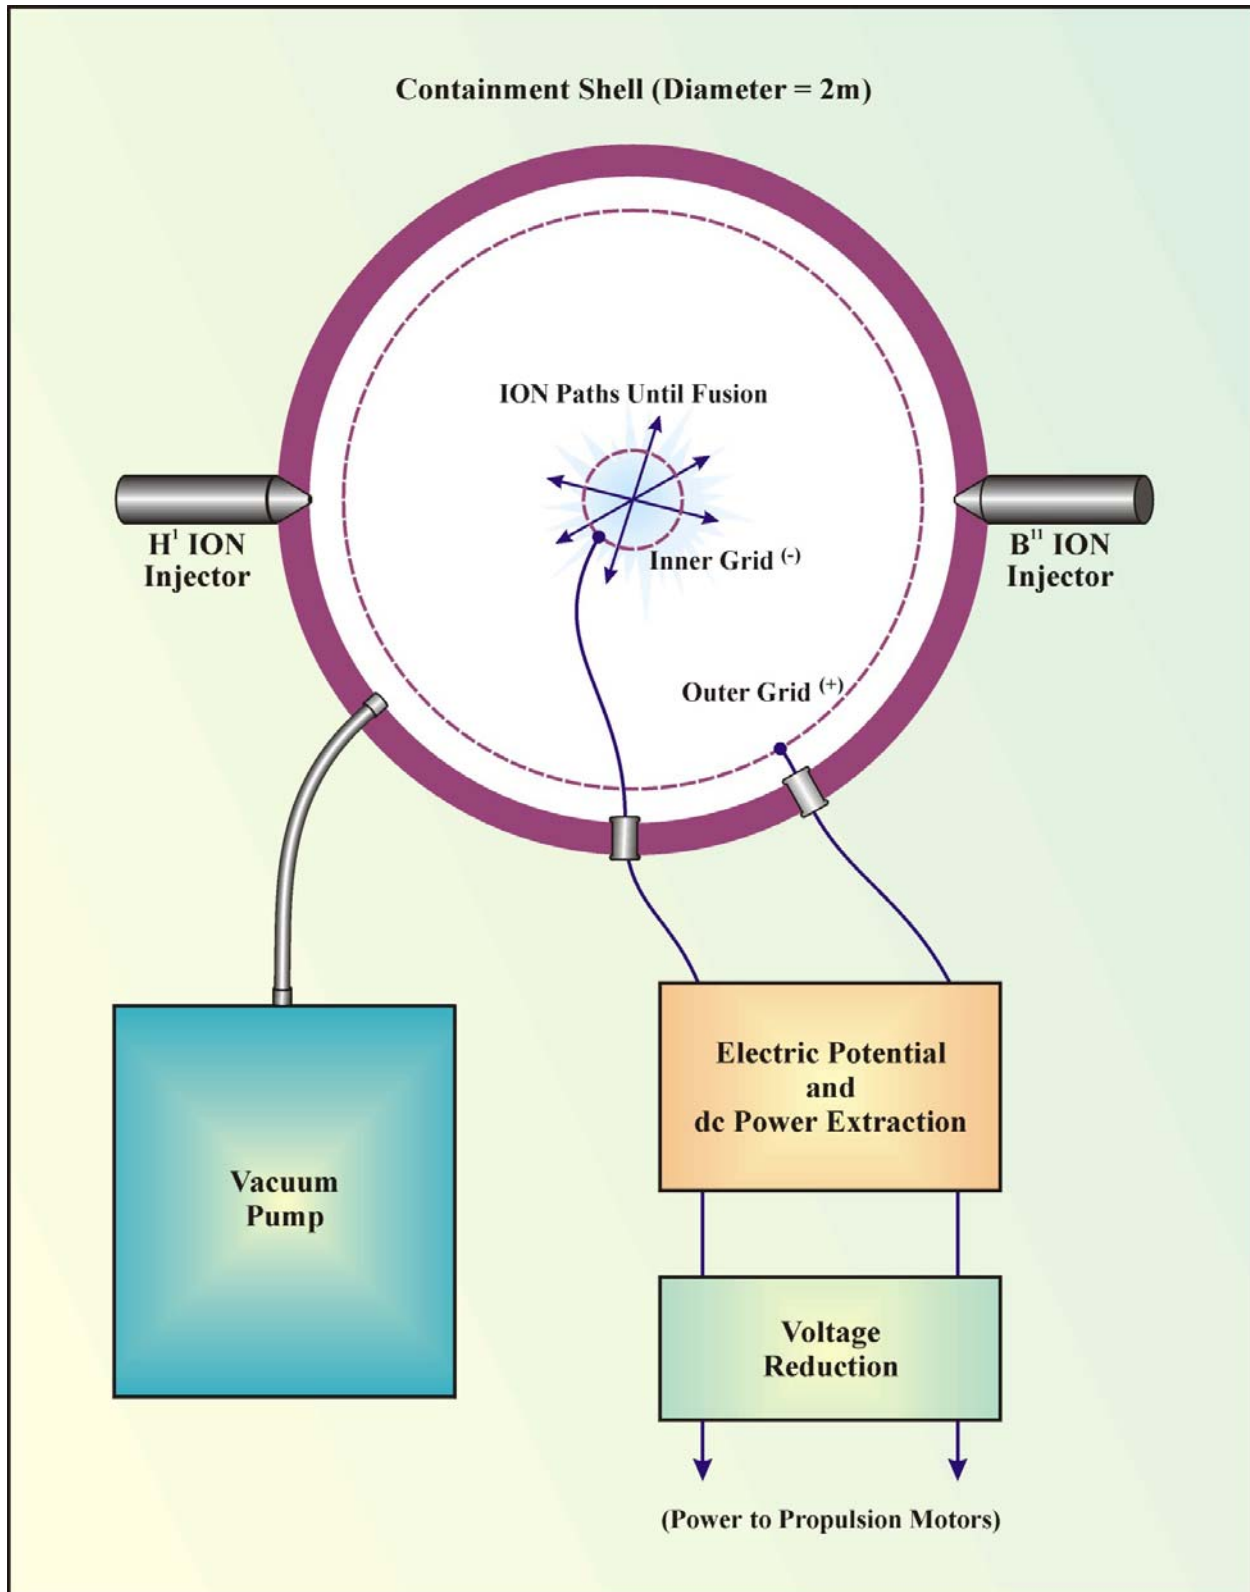 Containment Shell (Diameter = 2m)
ION Paths Until Fusion
H¹ ION
Injector
Inner Grid (-)
B¹¹ ION
Injector
Outer Grid (+)
Electric Potential
and
dc Power Extraction
Vacuum
Pump
Voltage
Reduction
(Power to Propulsion Motors)